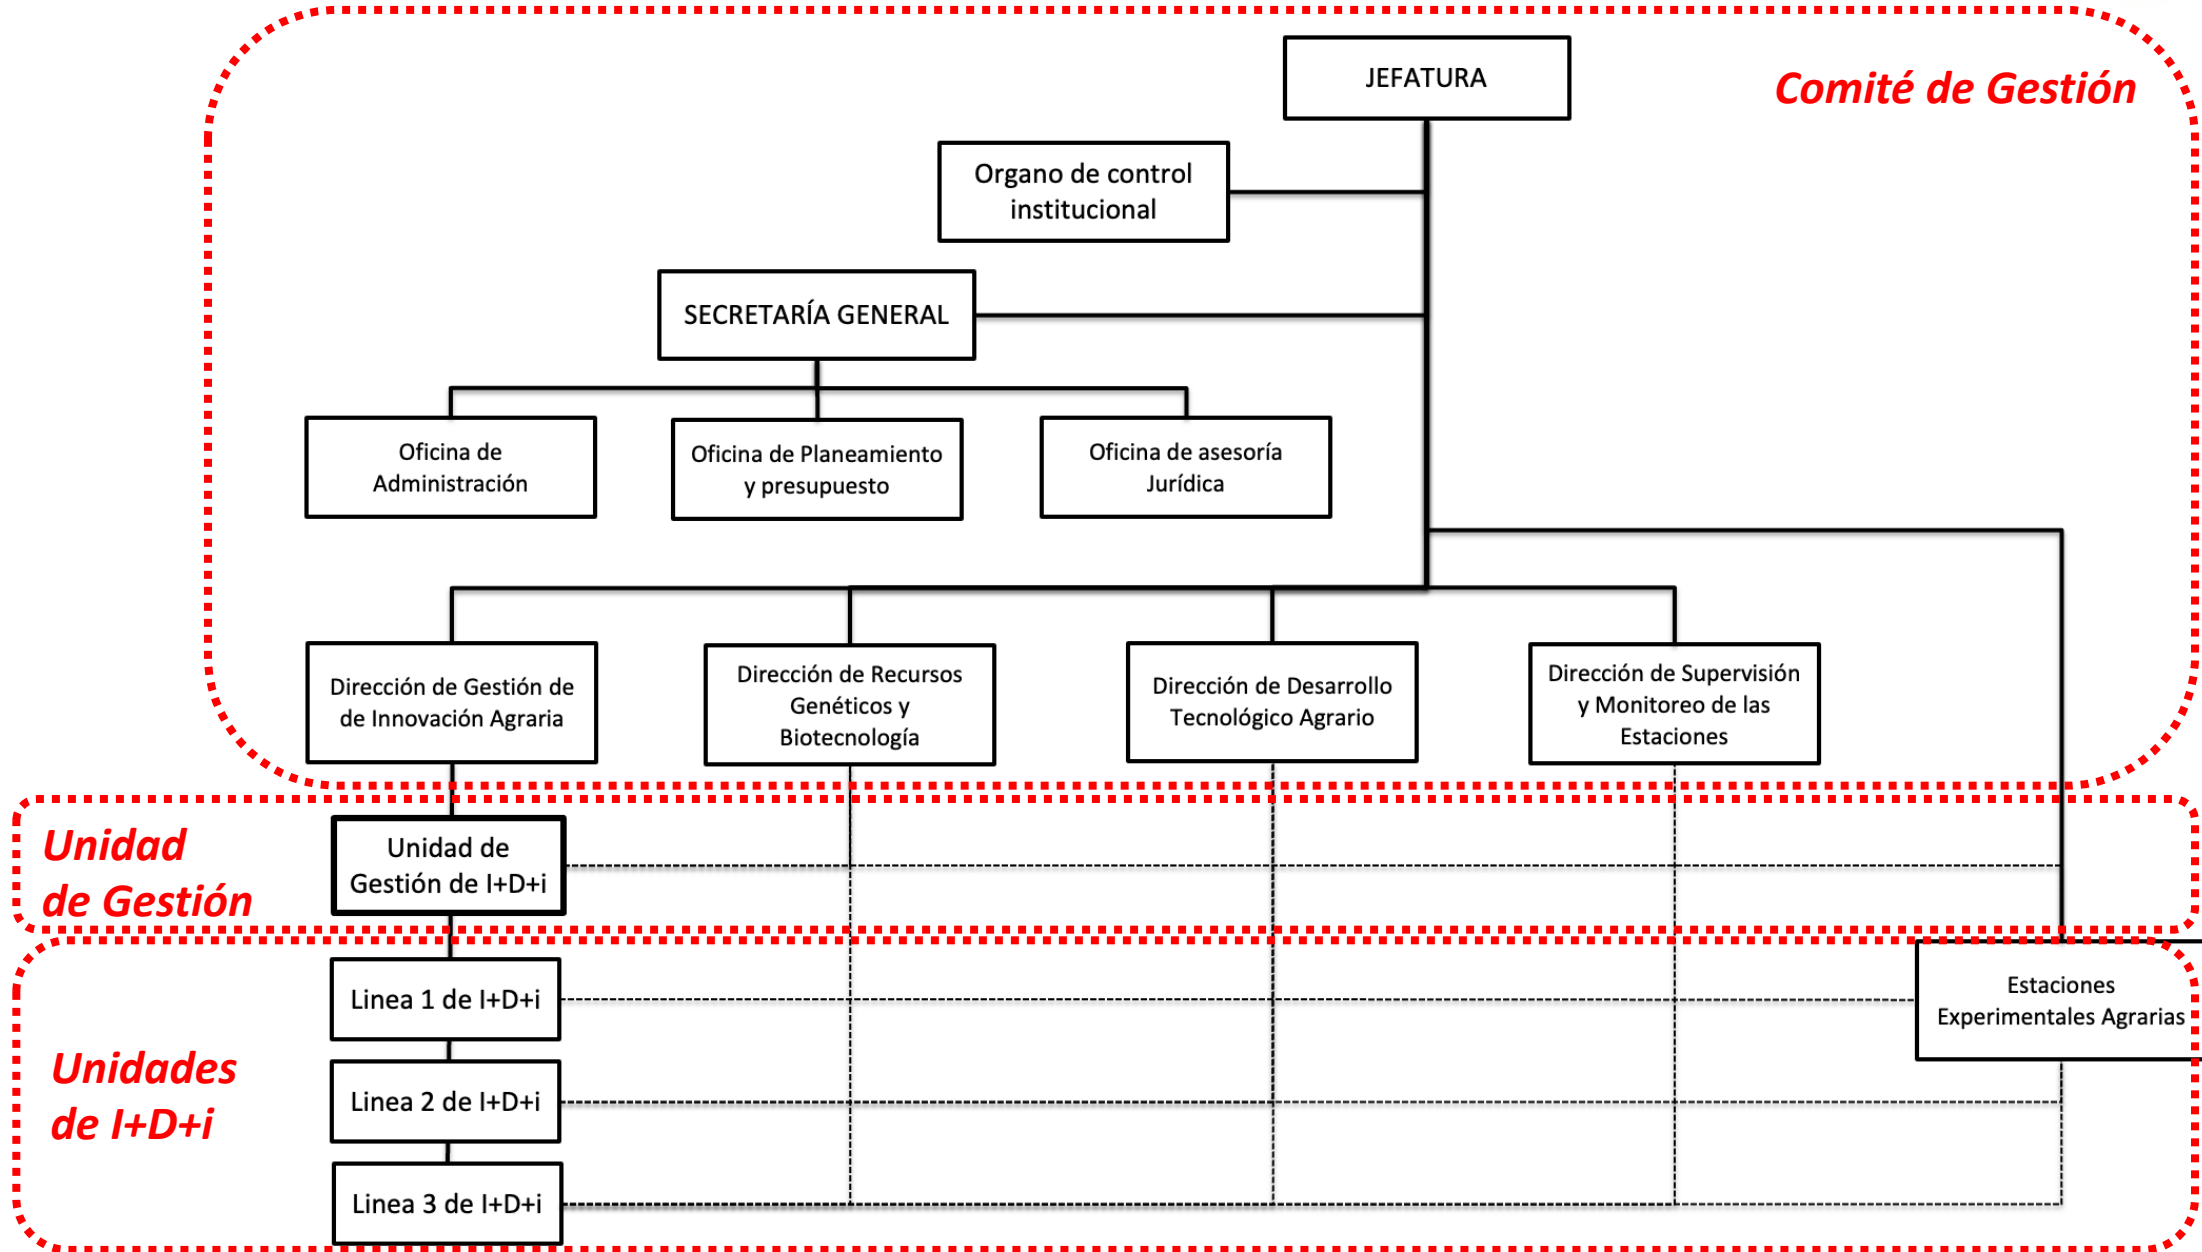 JEFATURA
Comité de Gestión
Organo de control
institucional
SECRETARÍA GENERAL
Oficina de
Administración
Oficina de Planeamiento
y presupuesto
Oficina de asesoría
Jurídica
Dirección de Gestión de
de Innovación Agraria
Dirección de Recursos
Genéticos y
Biotecnología
Dirección de Desarrollo
Tecnológico Agrario
Dirección de Supervisión
y Monitoreo de las
Estaciones
Unidad
de Gestión
Unidad de
Gestión de I+D+i
Unidades
de I+D+i
Linea 1 de I+D+i
Estaciones
Experimentales Agrarias
Linea 2 de I+D+i
Linea 3 de I+D+i